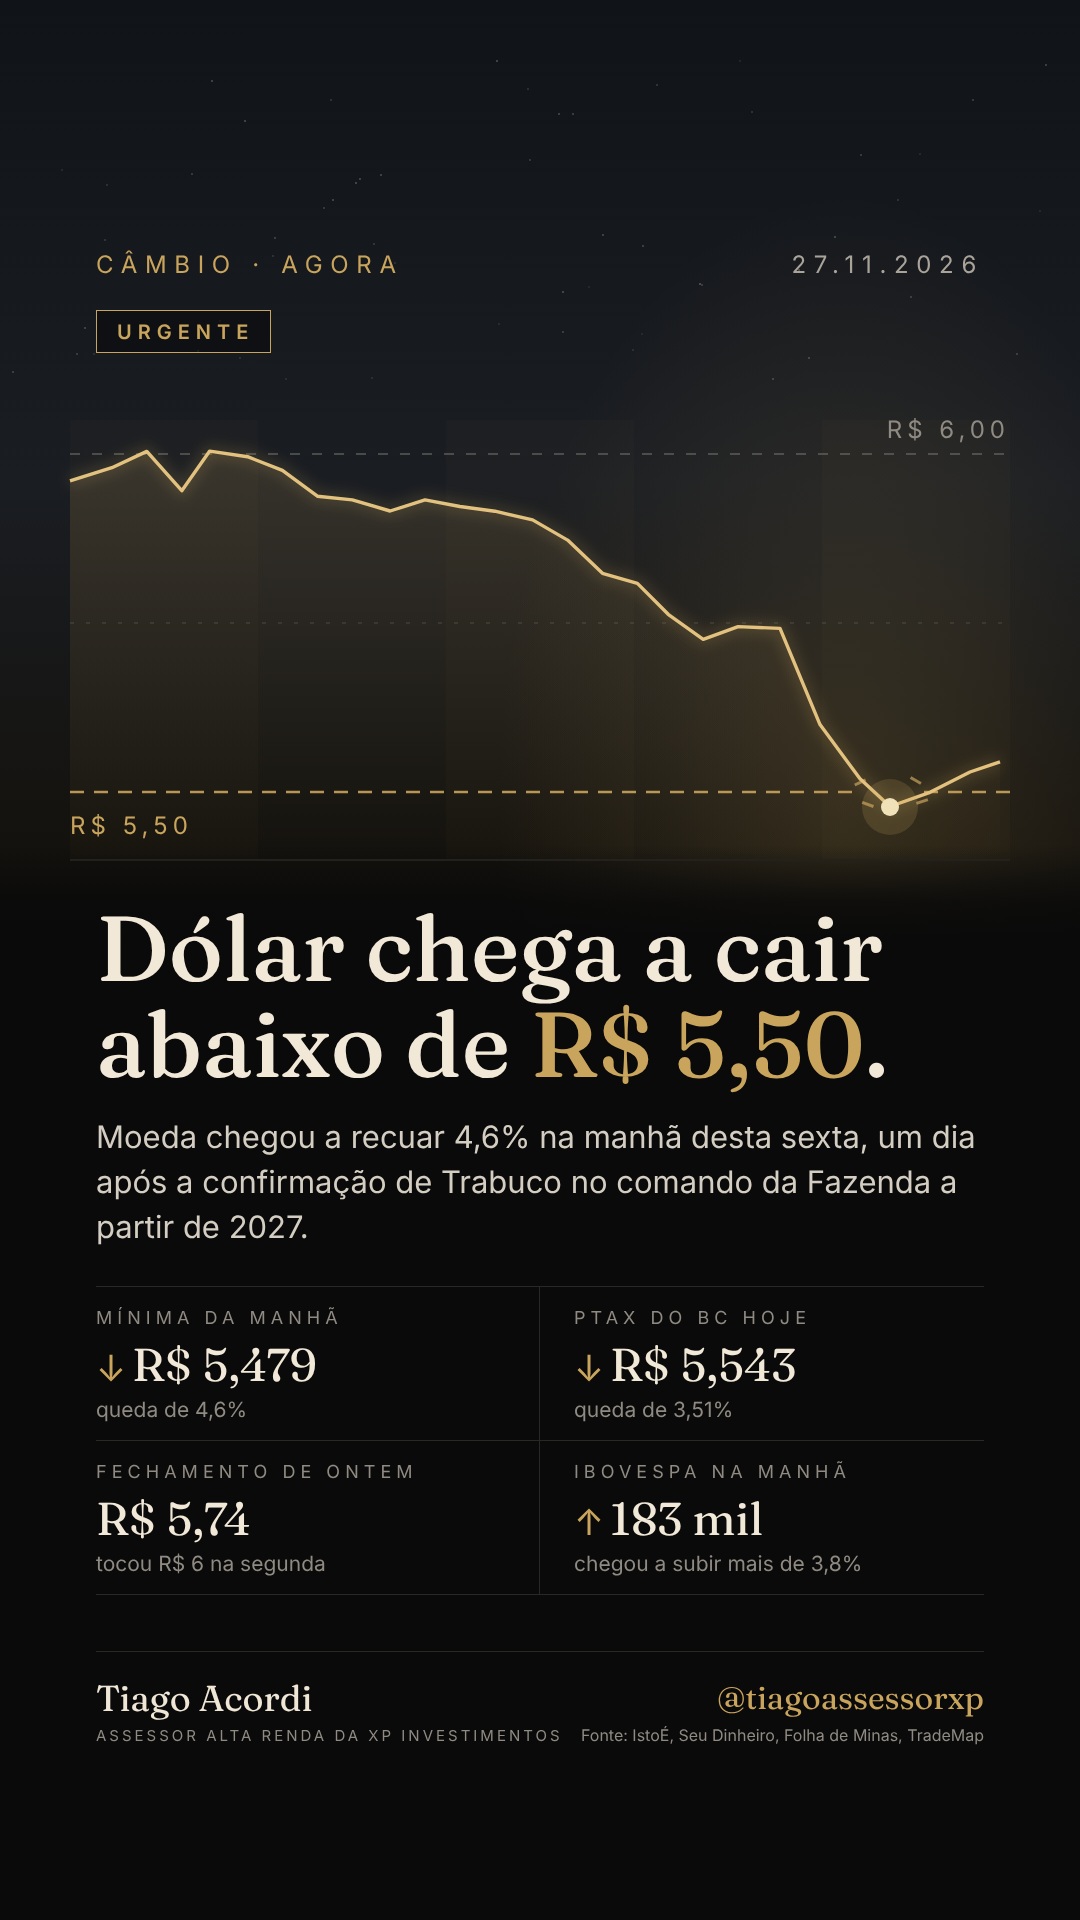 CÂMBIO · AGORA
27.11.2026
URGENTE
R$ 6,00
R$ 5,50
Dólar chega a cair
abaixo de R$ 5,50.
Moeda chegou a recuar 4,6% na manhã desta sexta, um dia
após a confirmação de Trabuco no comando da Fazenda a
partir de 2027.
MÍNIMA DA MANHÃ
↓ R$ 5,479
queda de 4,6%
PTAX DO BC HOJE
↓ R$ 5,543
queda de 3,51%
FECHAMENTO DE ONTEM
R$ 5,74
tocou R$ 6 na segunda
IBOVESPA NA MANHÃ
↑ 183 mil
chegou a subir mais de 3,8%
Tiago Acordi
ASSESSOR ALTA RENDA DA XP INVESTIMENTOS
@tiagoassessorxp
Fonte: IstoÉ, Seu Dinheiro, Folha de Minas, TradeMap